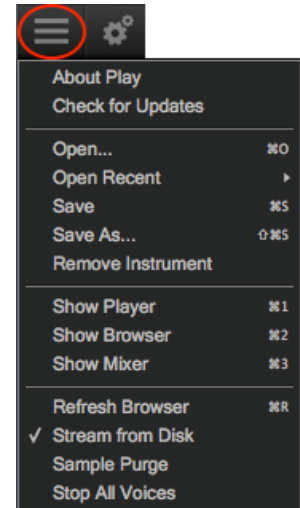 About Play
Check for Updates
Open... ⌘O
Open Recent
Save ⌘S
Save As... ⇧⌘S
Remove Instrument
Show Player ⌘1
Show Browser ⌘2
Show Mixer ⌘3
Refresh Browser ⌘R
✓ Stream from Disk
Sample Purge
Stop All Voices